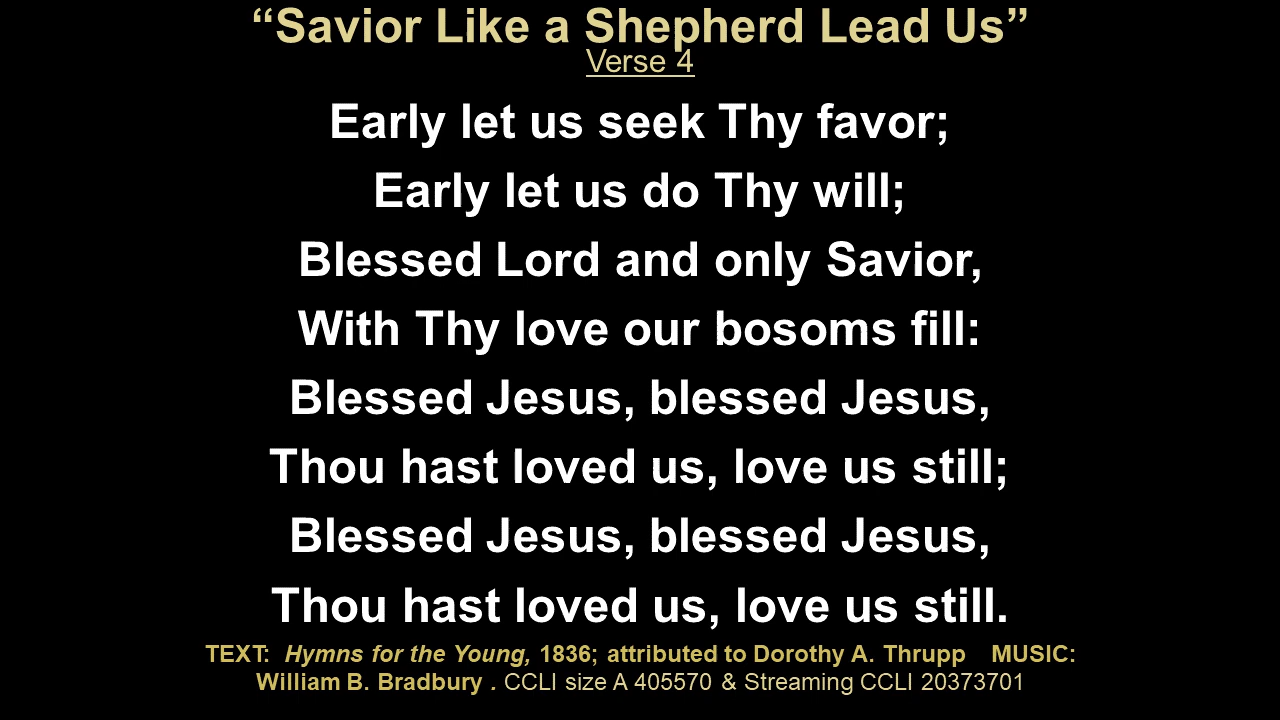 “Savior Like a Shepherd Lead Us”
Verse 4
Early let us seek Thy favor;
Early let us do Thy will;
Blessed Lord and only Savior,
With Thy love our bosoms fill:
Blessed Jesus, blessed Jesus,
Thou hast loved us, love us still;
Blessed Jesus, blessed Jesus,
Thou hast loved us, love us still.
TEXT: Hymns for the Young, 1836; attributed to Dorothy A. Thrupp MUSIC:
William B. Bradbury . CCLI size A 405570 & Streaming CCLI 20373701